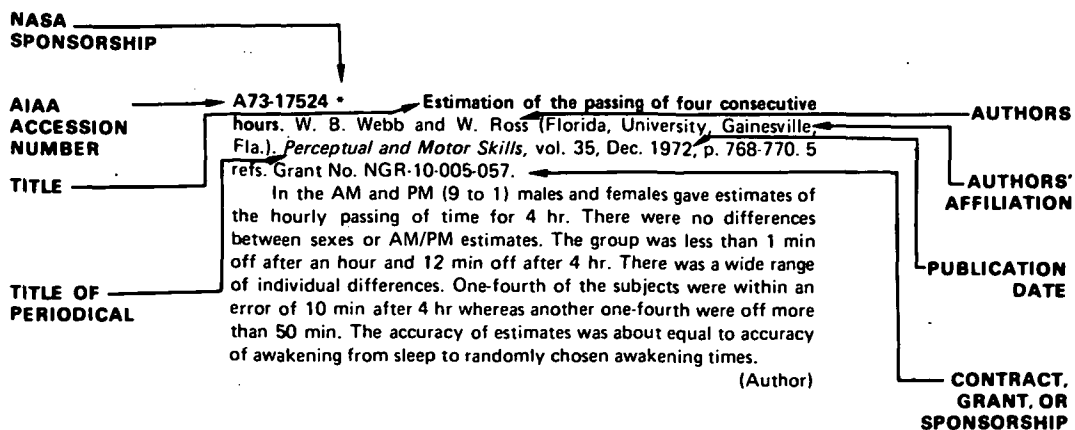 NASA
SPONSORSHIP
AIAA
ACCESSION
NUMBER
TITLE
TITLE OF
PERIODICAL
A73-17524 * Estimation of the passing of four consecutive
hours. W. B. Webb and W. Ross (Florida, University, Gainesville,
Fla.). Perceptual and Motor Skills, vol. 35, Dec. 1972, p. 768-770. 5
refs. Grant No. NGR-10-005-057.
In the AM and PM (9 to 1) males and females gave estimates of
the hourly passing of time for 4 hr. There were no differences
between sexes or AM/PM estimates. The group was less than 1 min
off after an hour and 12 min off after 4 hr. There was a wide range
of individual differences. One-fourth of the subjects were within an
error of 10 min after 4 hr whereas another one-fourth were off more
than 50 min. The accuracy of estimates was about equal to accuracy
of awakening from sleep to randomly chosen awakening times.
(Author)
AUTHORS
AUTHORS'
AFFILIATION
PUBLICATION
DATE
CONTRACT,
GRANT, OR
SPONSORSHIP